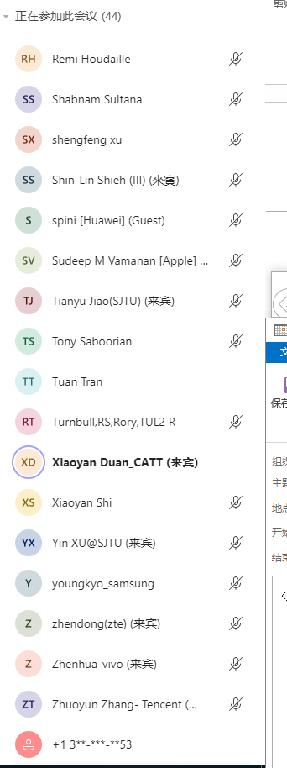 正在参加此会议 (44)
RH Remi Houdaille
SS Shabnam Sultana
SX shengfeng xu
SS Shin-Lin Shieh (III) (来宾)
S spini [Huawei] (Guest)
SV Sudeep M Vamanan [Apple] ...
TJ Tianyu Jiao(SJTU) (来宾)
TS Tony Saboorian
TT Tuan Tran
RT Turnbull,RS,Rory,TUL2 R
XD Xiaoyan Duan_CATT (来宾)
XS Xiaoyan Shi
YX Yin XU@SJTU (来宾)
Y youngkyo_samsung
Z zhendong(zte) (来宾)
Z Zhenhua-vivo (来宾)
ZT Zhuoyun Zhang- Tencent (...
+1 3**-***-**53
文
保存